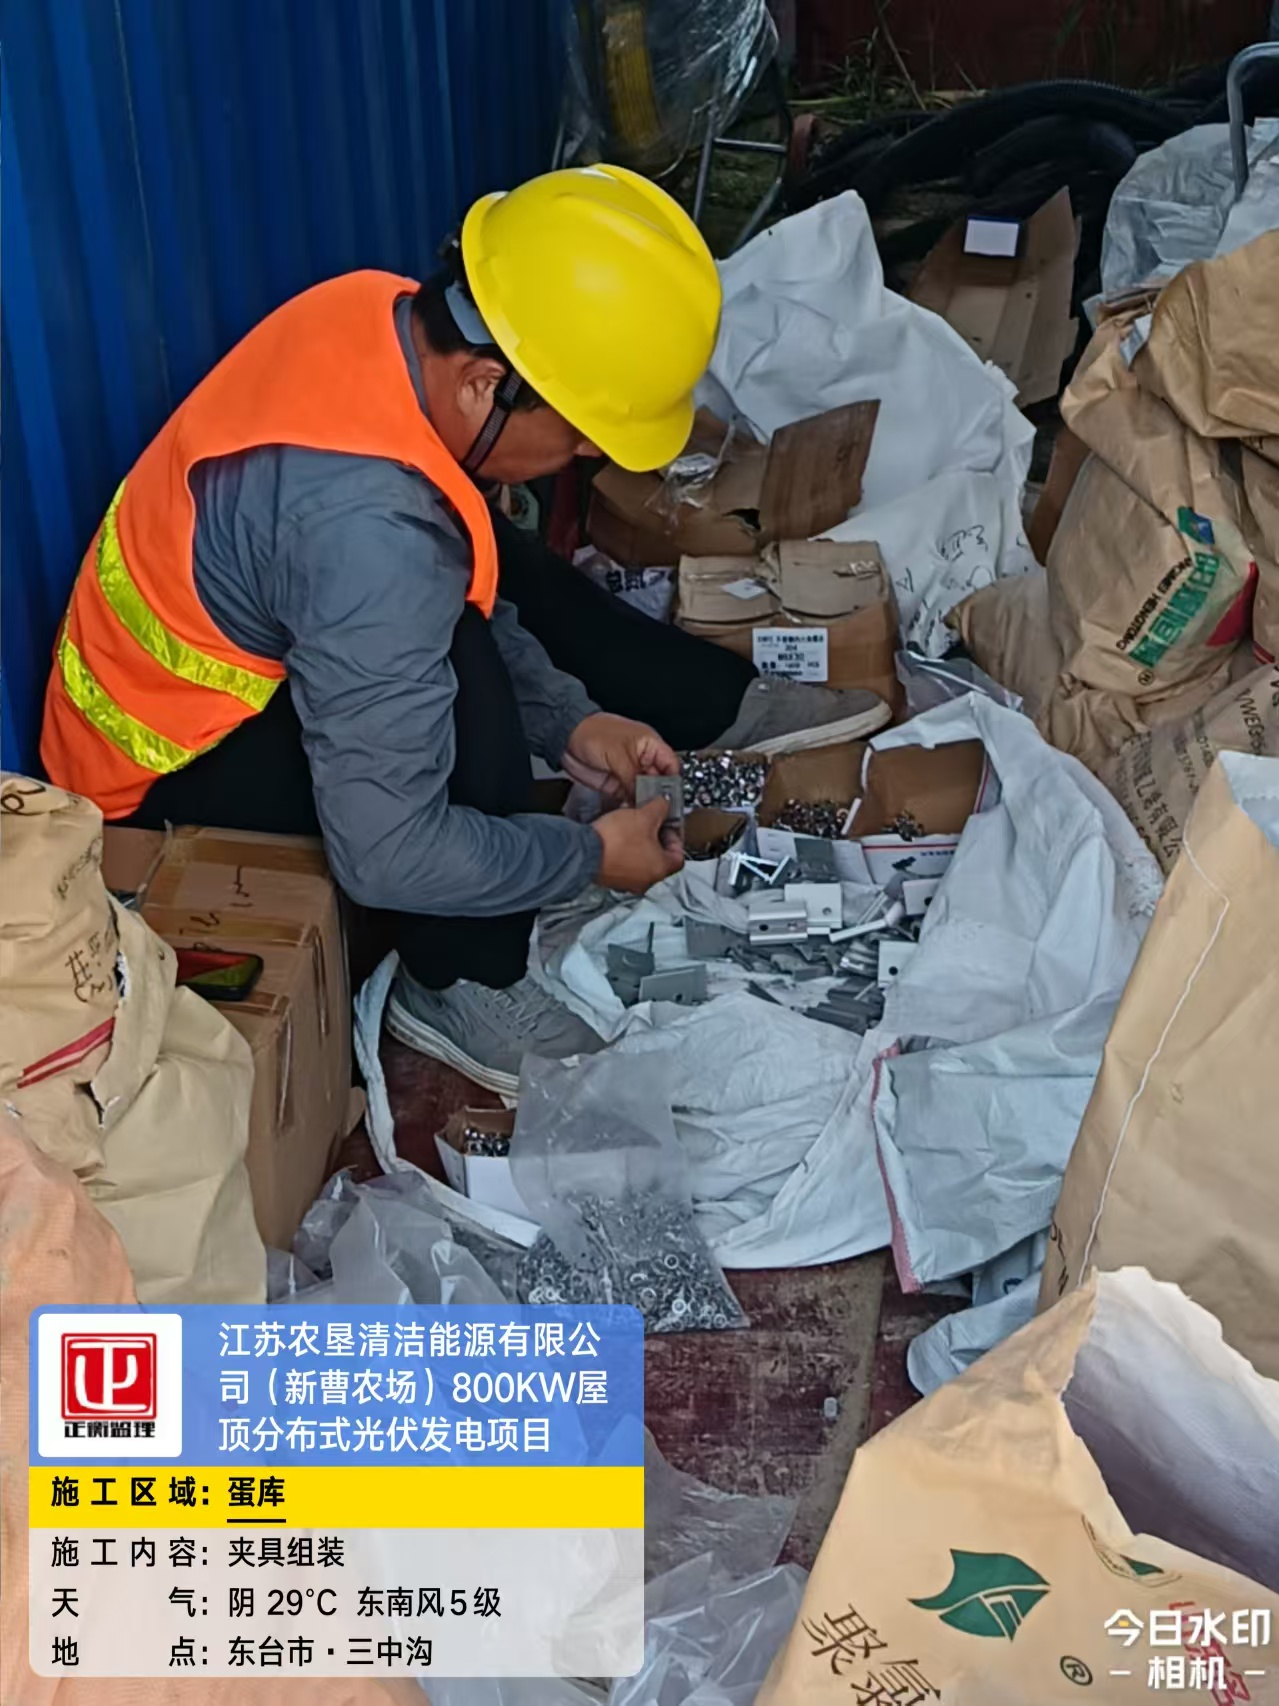 304
江苏农垦清洁能源有限公
司（新曹农场）800KW屋
顶分布式光伏发电项目
正衡监理
施工区域：蛋库
施工内容：夹具组装
天气：阴 29℃ 东南风5级
地点：东台市·三中沟
聚氯
®
今日水印
相机